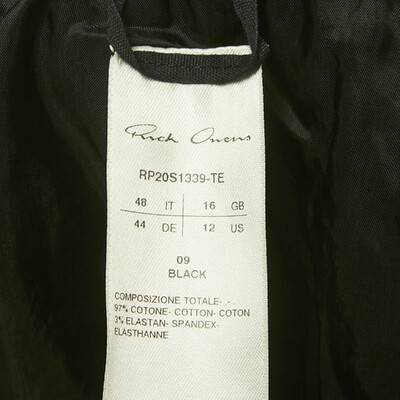 Rick Owens
RP20S1339-TE
48 IT 16 GB
44 DE 12 US
09
BLACK
COMPOSIZIONE TOTALE- .- .
97% COTONE- COTTON- COTON
3% ELASTAN- SPANDEX-
ELASTHANNE